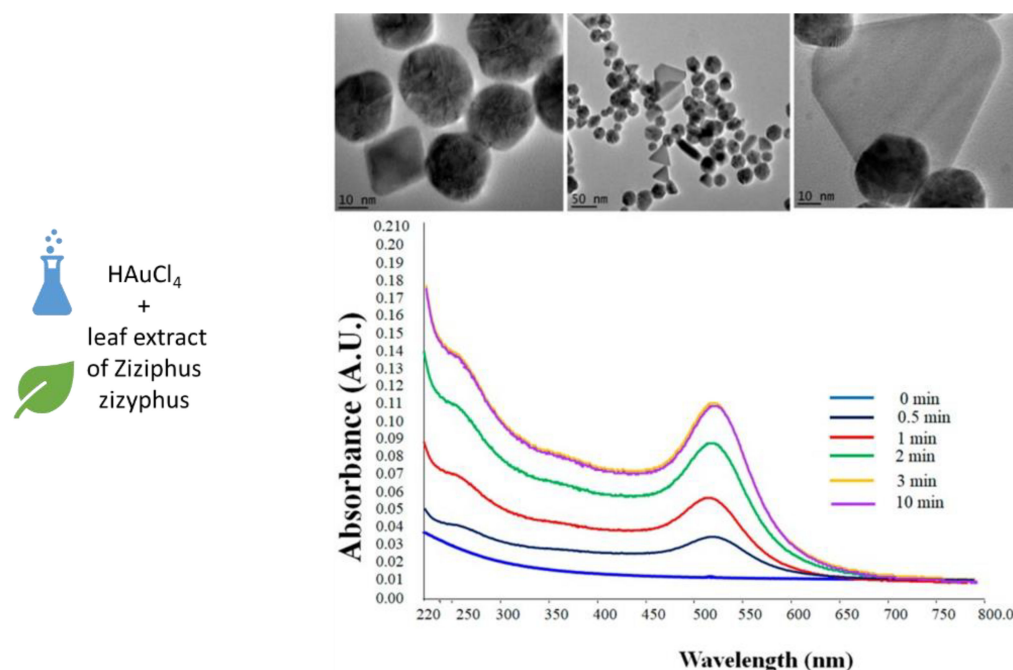 10 nm
50 nm
10 nm
HAuCl₄
+
leaf extract
of Ziziphus
zizyphus
Absorbance (A.U.)
0.210
0.20
0.19
0.18
0.17
0.16
0.15
0.14
0.13
0.12
0.11
0.10
0.09
0.08
0.07
0.06
0.05
0.04
0.03
0.02
0.01
0.00
0 min
0.5 min
1 min
2 min
3 min
10 min
220 250 300 350 400 450 500 550 600 650 700 750 800.0
Wavelength (nm)